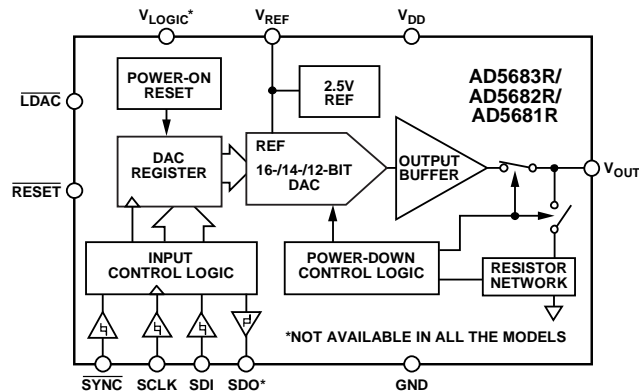 VLOGIC*
VREF
VDD
POWER-ON
RESET
2.5V
REF
AD5683R/
AD5682R/
AD5681R
LDAC
DAC
REGISTER
REF
16-/14-/12-BIT
DAC
OUTPUT
BUFFER
VOUT
RESET
INPUT
CONTROL LOGIC
POWER-DOWN
CONTROL LOGIC
RESISTOR
NETWORK
*NOT AVAILABLE IN ALL THE MODELS
SYNC
SCLK
SDI
SDO*
GND